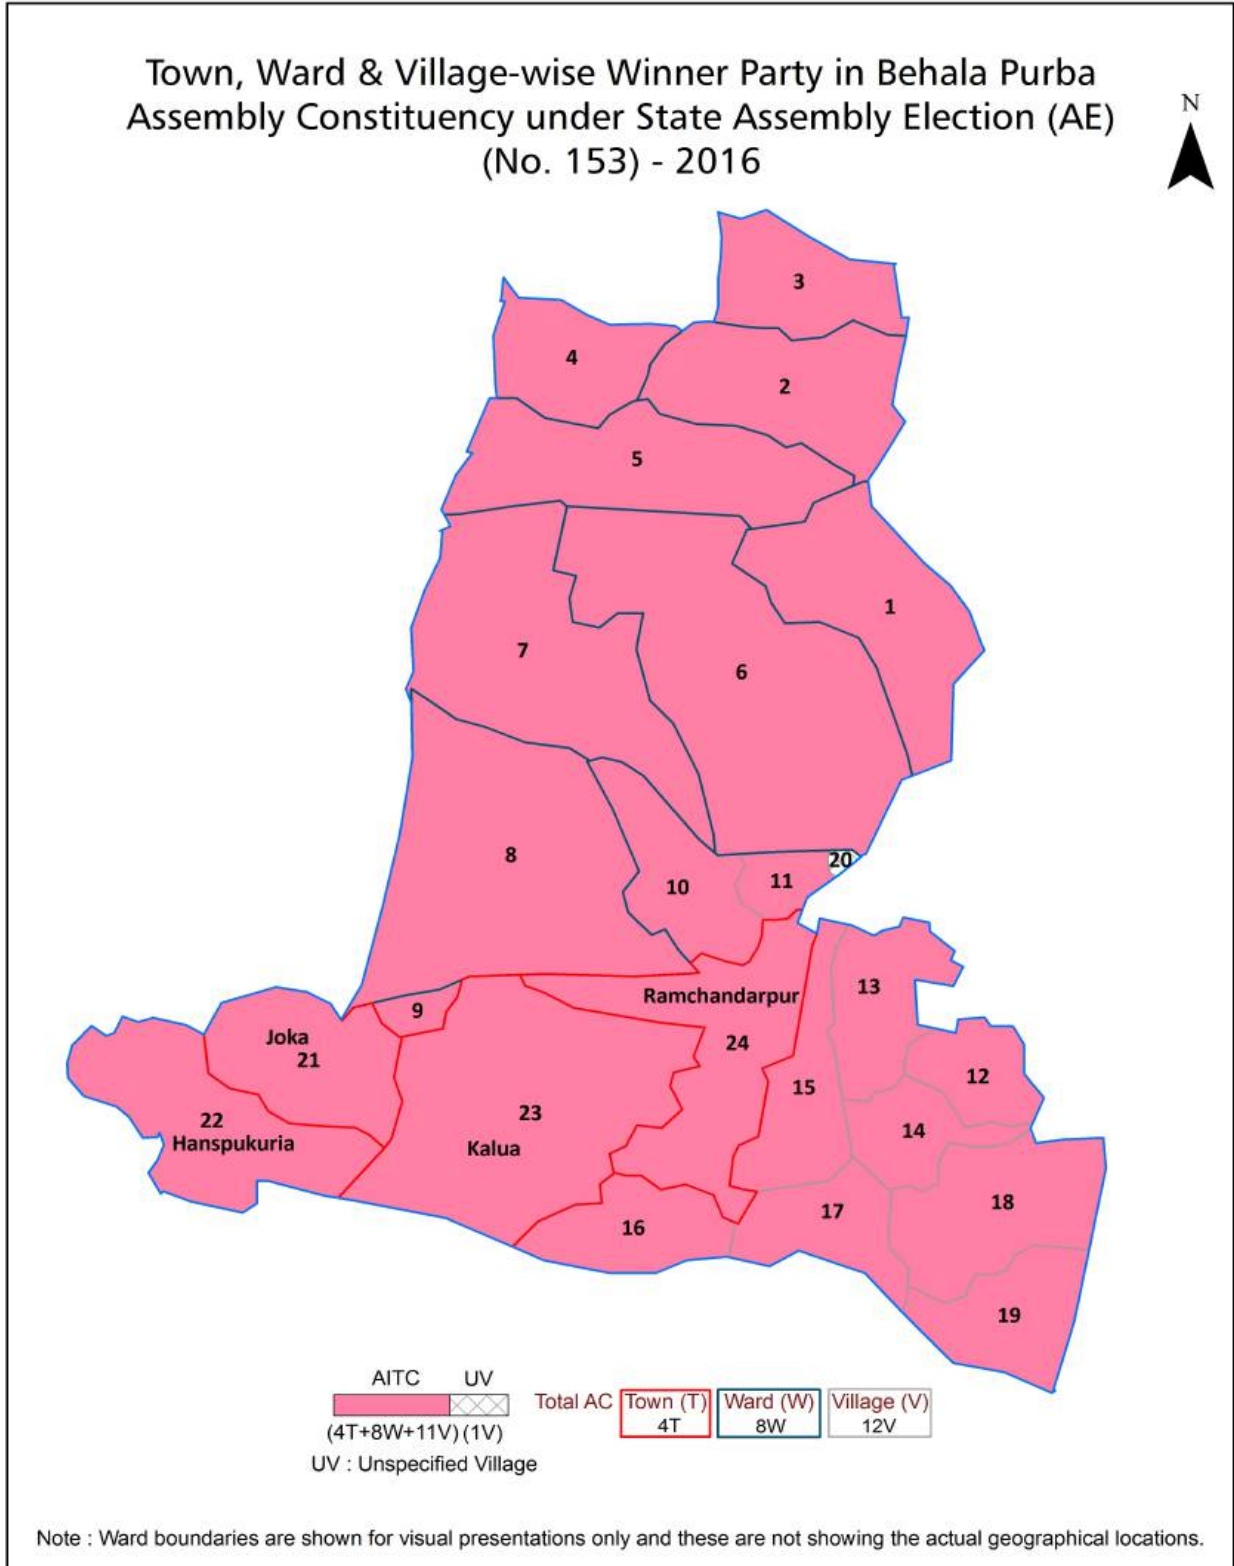 Town, Ward & Village-wise Winner Party in Behala Purba
Assembly Constituency under State Assembly Election (AE)
(No. 153) - 2016
N
3
4
2
5
1
7
6
8
20
11
10
13
Ramchandarpur
9
Joka
24
21
12
15
23
22
14
Hanspukuria
Kalua
18
17
16
19
AITC UV
Total AC Town (T) Ward (W) Village (V)
4T 8W 12V
(4T+8W+11V) (1V)
UV : Unspecified Village
Note : Ward boundaries are shown for visual presentations only and these are not showing the actual geographical locations.